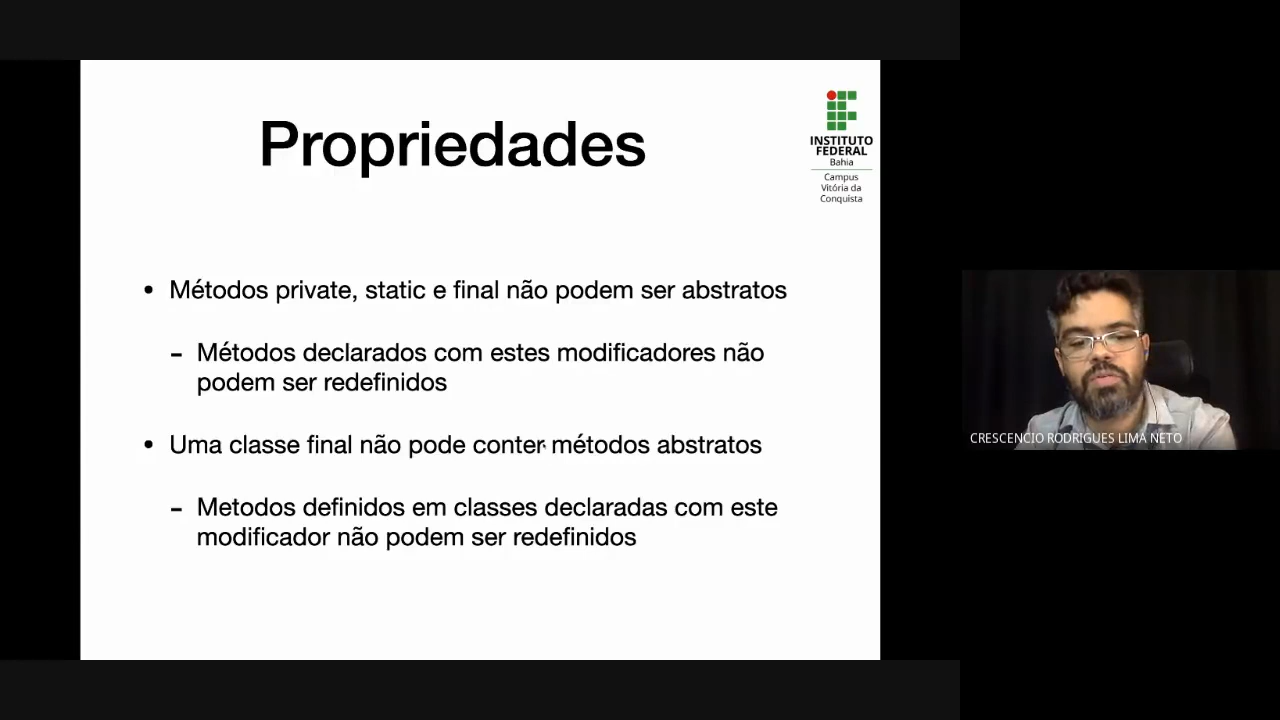 Propriedades
INSTITUTO
FEDERAL
Bahia
Campus
Vitória da
Conquista
• Métodos private, static e final não podem ser abstratos
– Métodos declarados com estes modificadores não
podem ser redefinidos
• Uma classe final não pode conter métodos abstratos
– Metodos definidos em classes declaradas com este
modificador não podem ser redefinidos
CRESCENCIO RODRIGUES LIMA NETO